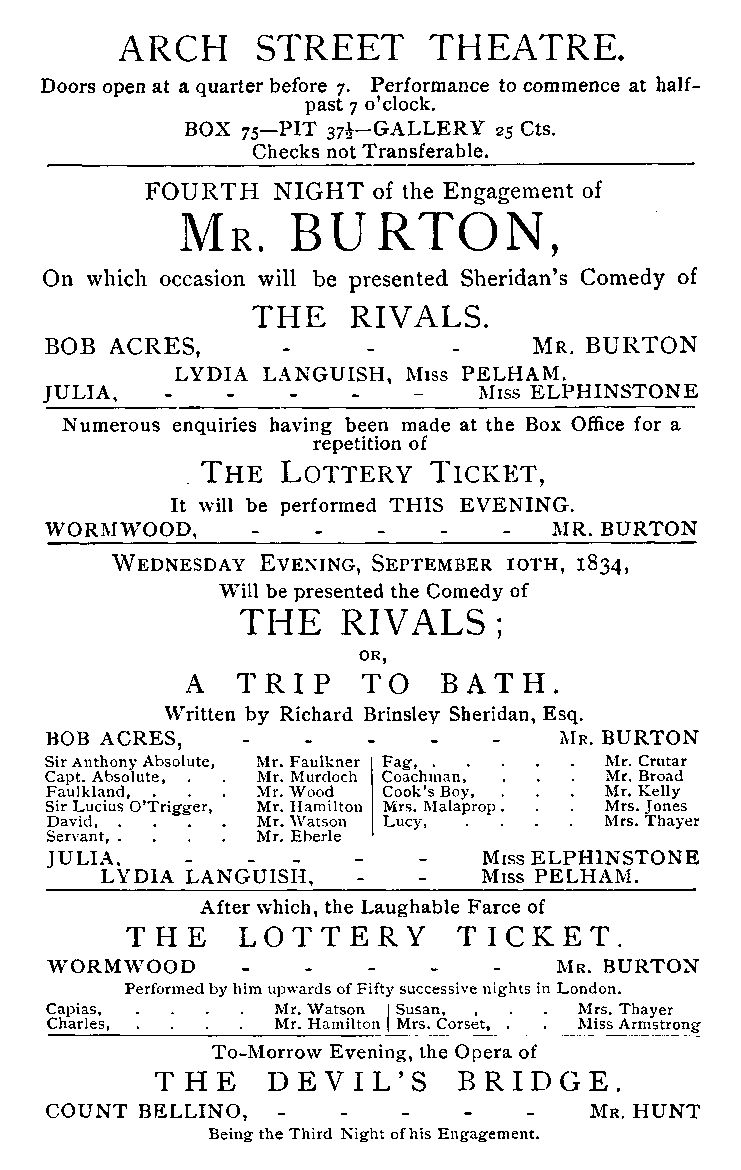 ARCH STREET THEATRE.
Doors open at a quarter before 7. Performance to commence at half-
past 7 o'clock.
BOX 75—PIT 37½—GALLERY 25 Cts.
Checks not Transferable.
FOURTH NIGHT of the Engagement of
MR. BURTON,
On which occasion will be presented Sheridan's Comedy of
THE RIVALS.
BOB ACRES, - - - MR. BURTON
LYDIA LANGUISH, Miss PELHAM.
JULIA, - - - - - Miss ELPHINSTONE
Numerous enquiries having been made at the Box Office for a
repetition of
THE LOTTERY TICKET,
It will be performed THIS EVENING.
WORMWOOD, - - - - - MR. BURTON
WEDNESDAY EVENING, SEPTEMBER 10TH, 1834,
Will be presented the Comedy of
THE RIVALS;
OR,
A TRIP TO BATH.
Written by Richard Brinsley Sheridan, Esq.
BOB ACRES, - - - - - MR. BURTON
Sir Anthony Absolute, Mr. Faulkner | Fag, . . . . . Mr. Crutar
Capt. Absolute, . . Mr. Murdoch | Coachman, . . . Mr. Broad
Faulkland, . . . Mr. Wood | Cook's Boy, . . . Mr. Kelly
Sir Lucius O'Trigger, Mr. Hamilton | Mrs. Malaprop . . . Mrs. Jones
David, . . . . Mr. Watson | Lucy, . . . . Mrs. Thayer
Servant, . . . . Mr. Eberle
JULIA, - - - - - MISS ELPHINSTONE
LYDIA LANGUISH, - - MISS PELHAM.
After which, the Laughable Farce of
THE LOTTERY TICKET.
WORMWOOD - - - - - MR. BURTON
Performed by him upwards of Fifty successive nights in London.
Capias, . . . . Mr. Watson | Susan, . . . Mrs. Thayer
Charles, . . . . Mr. Hamilton | Mrs. Corset, . . Miss Armstrong
To-Morrow Evening, the Opera of
THE DEVIL'S BRIDGE.
COUNT BELLINO, - - - - - MR. HUNT
Being the Third Night of his Engagement.